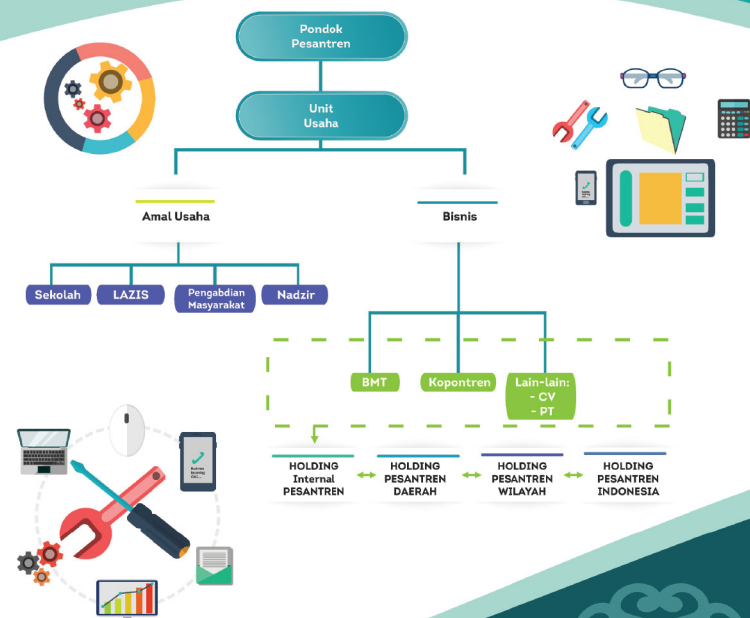 Pondok
Pesantren
Unit
Usaha
Amal Usaha
Bisnis
Sekolah
LAZIS
Pengabdian
Masyarakat
Nadzir
BMT
Kopontren
Lain-lain:
- CV
- PT
HOLDING
Internal
PESANTREN
HOLDING
PESANTREN
DAERAH
HOLDING
PESANTREN
WILAYAH
HOLDING
PESANTREN
INDONESIA